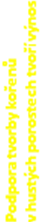 Podpora tvorby kořenů
i hustých porostech tvoří výnos